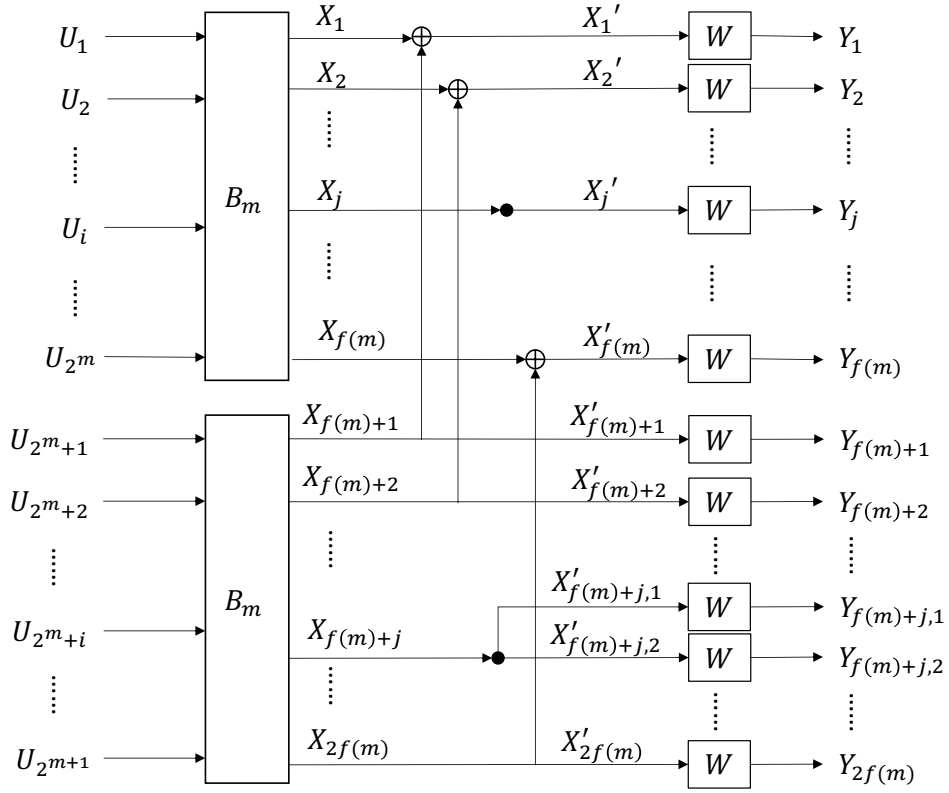 U_1 X_1 X_1′ W Y_1
U_2 X_2 X_2′ W Y_2
B_m
U_i X_j X_j′ W Y_j
U_{2^m} X_{f(m)} X′_{f(m)} W Y_{f(m)}
U_{2^m+1} X_{f(m)+1} X′_{f(m)+1} W Y_{f(m)+1}
U_{2^m+2} X_{f(m)+2} X′_{f(m)+2} W Y_{f(m)+2}
B_m
X′_{f(m)+j,1} W Y_{f(m)+j,1}
U_{2^m+i} X_{f(m)+j} X′_{f(m)+j,2} W Y_{f(m)+j,2}
U_{2^{m+1}} X_{2f(m)} X′_{2f(m)} W Y_{2f(m)}